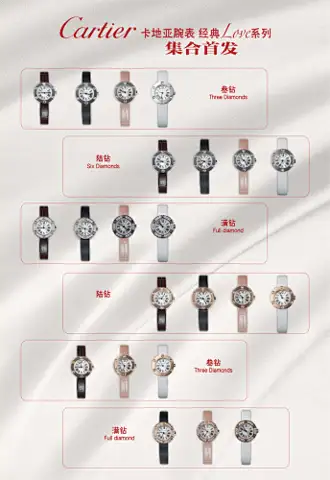 Cartier 卡地亚腕表 经典Love系列
集合首发
卷钻
Three Diamonds
陆钻
Six Diamonds
满钻
Full diamond
陆钻
卷钻
Three Diamonds
满钻
Full diamond